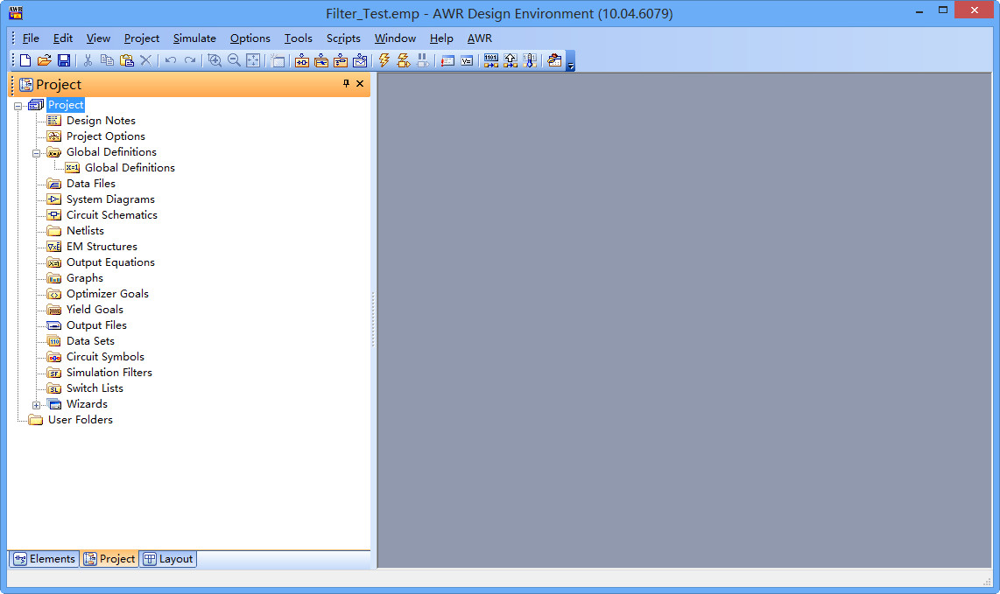 Filter_Test.emp - AWR Design Environment (10.04.6079)
File Edit View Project Simulate Options Tools Scripts Window Help AWR
Project
Project
Design Notes
Project Options
Global Definitions
Global Definitions
Data Files
System Diagrams
Circuit Schematics
Netlists
EM Structures
Output Equations
Graphs
Optimizer Goals
Yield Goals
Output Files
Data Sets
Circuit Symbols
Simulation Filters
Switch Lists
Wizards
User Folders
Elements Project Layout